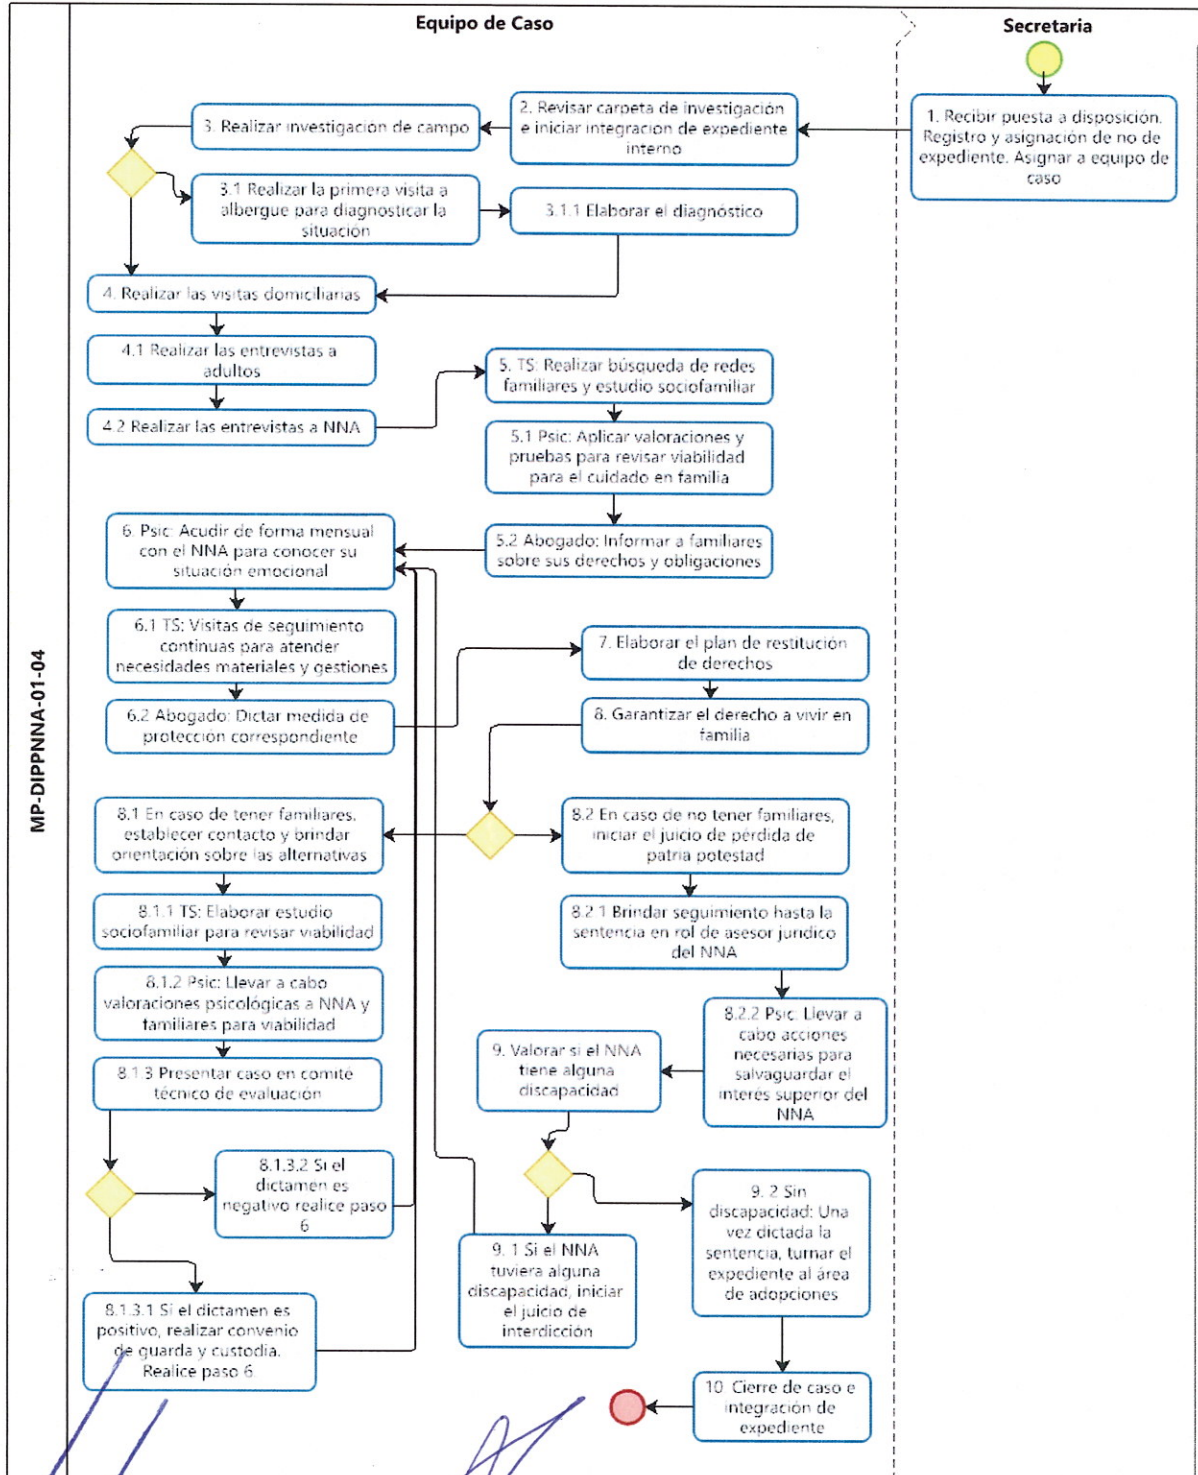 Equipo de Caso
Secretaria
MP-DIPPNNA-01-04
1. Recibir puesta a disposición.
Registro y asignación de no de
expediente. Asignar a equipo de
caso
2. Revisar carpeta de investigación
e iniciar integración de expediente
interno
3. Realizar investigación de campo
3.1 Realizar la primera visita a
albergue para diagnosticar la
situación
3.1.1 Elaborar el diagnóstico
4. Realizar las visitas domiciliarias
4.1 Realizar las entrevistas a
adultos
4.2 Realizar las entrevistas a NNA
5. TS: Realizar búsqueda de redes
familiares y estudio sociofamiliar
5.1 Psic: Aplicar valoraciones y
pruebas para revisar viabilidad
para el cuidado en familia
5.2 Abogado: Informar a familiares
sobre sus derechos y obligaciones
6. Psic: Acudir de forma mensual
con el NNA para conocer su
situación emocional
6.1 TS: Visitas de seguimiento
continuas para atender
necesidades materiales y gestiones
6.2 Abogado: Dictar medida de
protección correspondiente
7. Elaborar el plan de restitución
de derechos
8. Garantizar el derecho a vivir en
familia
8.1 En caso de tener familiares,
establecer contacto y brindar
orientación sobre las alternativas
8.2 En caso de no tener familiares,
iniciar el juicio de pérdida de
patria potestad
8.1.1 TS: Elaborar estudio
sociofamiliar para revisar viabilidad
8.2.1 Brindar seguimiento hasta la
sentencia en rol de asesor jurídico
del NNA
8.1.2 Psic: Llevar a cabo
valoraciones psicológicas a NNA y
familiares para viabilidad
8.2.2 Psic: Llevar a
cabo acciones
necesarias para
salvaguardar el
interés superior del
NNA
8.1.3 Presentar caso en comité
técnico de evaluación
9. Valorar si el NNA
tiene alguna
discapacidad
8.1.3.2 Si el
dictamen es
negativo realice paso
6
9. 1 Si el NNA
tuviera alguna
discapacidad, iniciar
el juicio de
interdicción
9. 2 Sin
discapacidad: Una
vez dictada la
sentencia, turnar el
expediente al área
de adopciones
8.1.3.1 Si el dictamen es
positivo, realizar convenio
de guarda y custodia.
Realice paso 6
10. Cierre de caso e
integración de
expediente